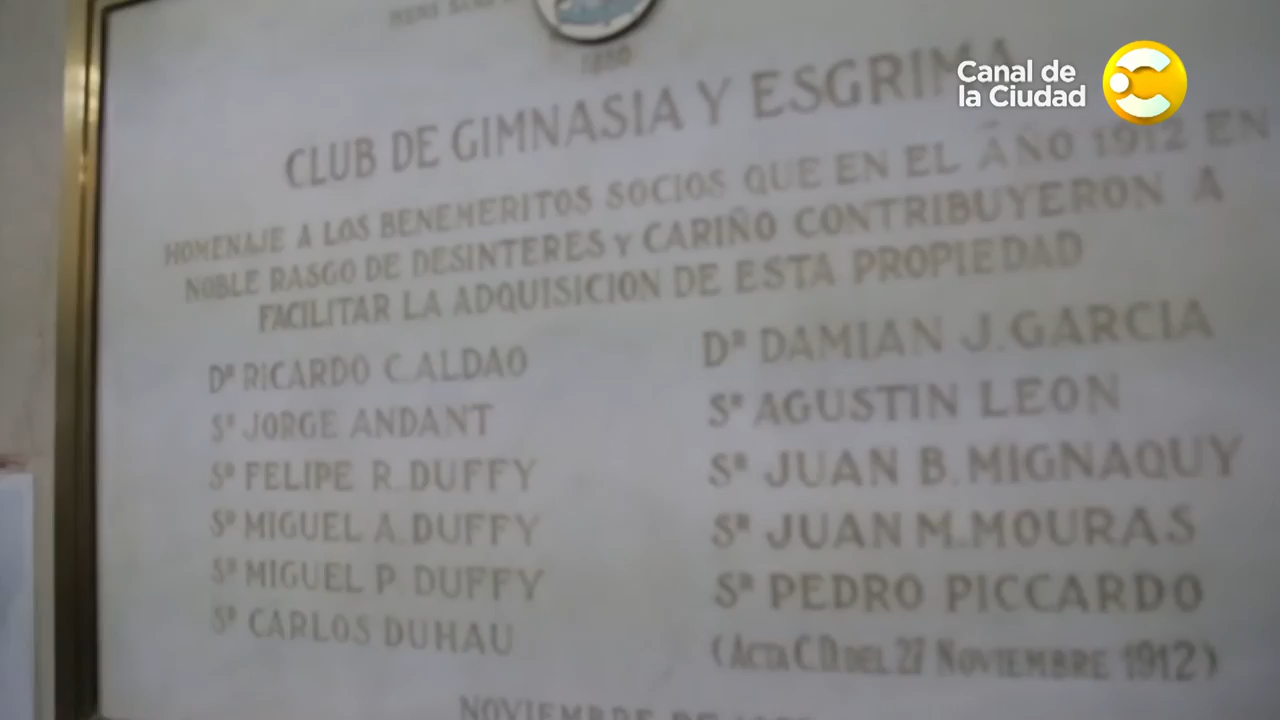 MENS SANA
1880
CLUB DE GIMNASIA Y ESGRIMA
Canal de
la Ciudad
HOMENAJE A LOS BENEMERITOS SOCIOS QUE EN EL AÑO 1912 EN
NOBLE RASGO DE DESINTERES Y CARIÑO CONTRIBUYERON A
FACILITAR LA ADQUISICION DE ESTA PROPIEDAD
DR RICARDO C. ALDAO
SR JORGE ANDANT
SR FELIPE R. DUFFY
SR MIGUEL A. DUFFY
SR MIGUEL P. DUFFY
SR CARLOS DUHAU
DR DAMIAN J. GARCIA
SR AGUSTIN LEON
SR JUAN B. MIGNAQUY
SR JUAN M. MOURAS
SR PEDRO PICCARDO
(ACTA C D DEL 27 NOVIEMBRE 1912)
NOVIEMBRE DE